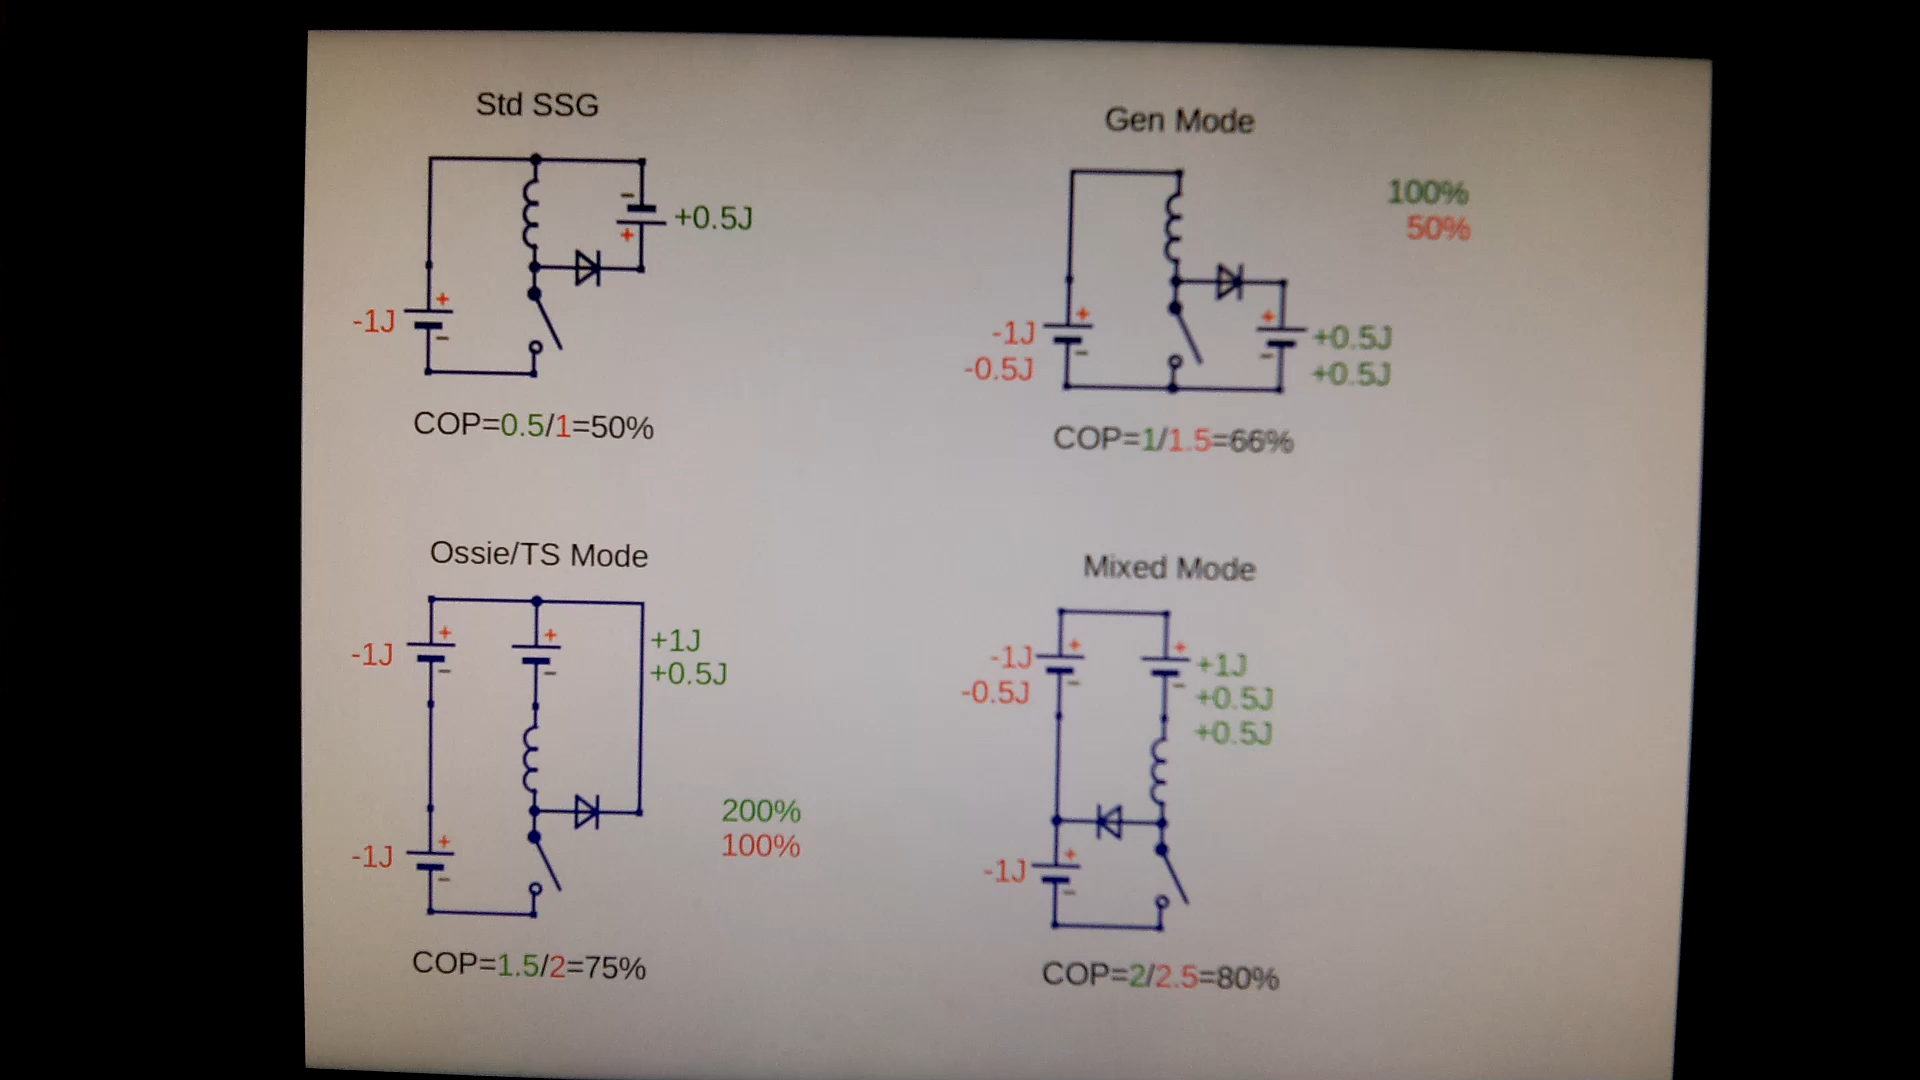 Std SSG
+0.5J
-1J
COP=0.5/1=50%
Gen Mode
100%
50%
-1J
-0.5J
+0.5J
+0.5J
COP=1/1.5=66%
Ossie/TS Mode
-1J
+1J
+0.5J
-1J
200%
100%
COP=1.5/2=75%
Mixed Mode
-1J
-0.5J
+1J
+0.5J
+0.5J
-1J
COP=2/2.5=80%